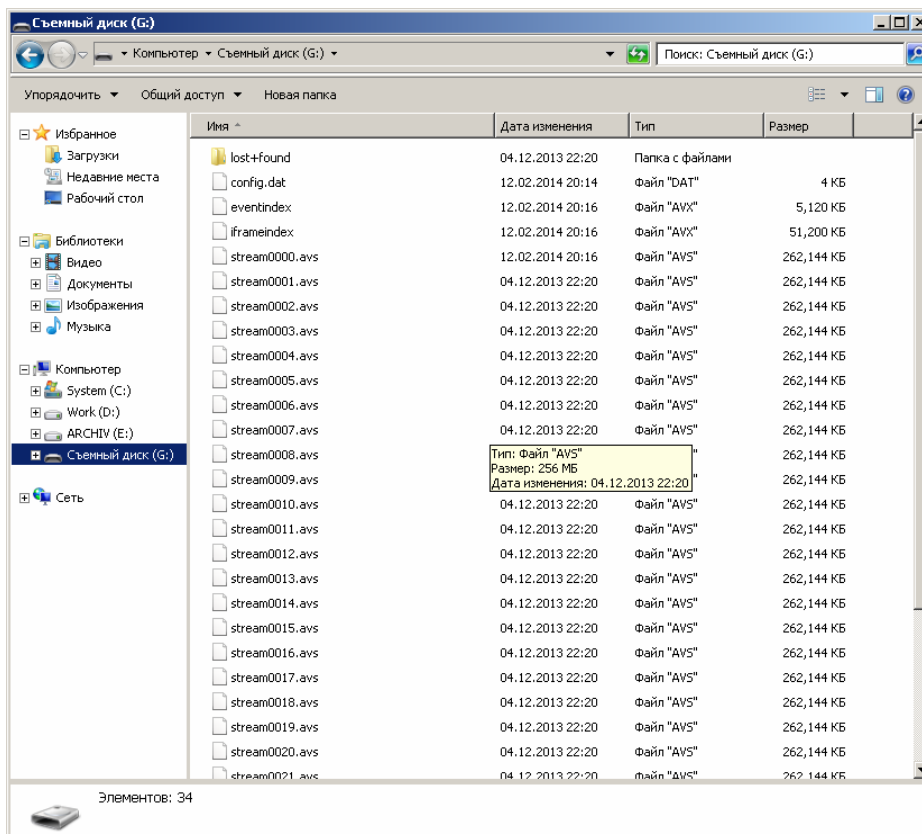 Съемный диск (G:)
Компьютер Съемный диск (G:) Поиск: Съемный диск (G:)
Упорядочить Общий доступ Новая папка
Избранное
Загрузки
Недавние места
Рабочий стол
Библиотеки
Видео
Документы
Изображения
Музыка
Компьютер
System (C:)
Work (D:)
ARCHIV (E:)
Съемный диск (G:)
Сеть
Имя Дата изменения Тип Размер
lost+found 04.12.2013 22:20 Папка с файлами
config.dat 12.02.2014 20:14 Файл "DAT" 4 КБ
eventindex 12.02.2014 20:16 Файл "AVX" 5,120 КБ
iframeindex 12.02.2014 20:16 Файл "AVX" 51,200 КБ
stream0000.avs 12.02.2014 20:16 Файл "AVS" 262,144 КБ
stream0001.avs 04.12.2013 22:20 Файл "AVS" 262,144 КБ
stream0002.avs 04.12.2013 22:20 Файл "AVS" 262,144 КБ
stream0003.avs 04.12.2013 22:20 Файл "AVS" 262,144 КБ
stream0004.avs 04.12.2013 22:20 Файл "AVS" 262,144 КБ
stream0005.avs 04.12.2013 22:20 Файл "AVS" 262,144 КБ
stream0006.avs 04.12.2013 22:20 Файл "AVS" 262,144 КБ
stream0007.avs 04.12.2013 22:20 Файл "AVS" 262,144 КБ
stream0008.avs 262,144 КБ
stream0009.avs 262,144 КБ
Тип: Файл "AVS"
Размер: 256 МБ
Дата изменения: 04.12.2013 22:20
stream0010.avs 04.12.2013 22:20 Файл "AVS" 262,144 КБ
stream0011.avs 04.12.2013 22:20 Файл "AVS" 262,144 КБ
stream0012.avs 04.12.2013 22:20 Файл "AVS" 262,144 КБ
stream0013.avs 04.12.2013 22:20 Файл "AVS" 262,144 КБ
stream0014.avs 04.12.2013 22:20 Файл "AVS" 262,144 КБ
stream0015.avs 04.12.2013 22:20 Файл "AVS" 262,144 КБ
stream0016.avs 04.12.2013 22:20 Файл "AVS" 262,144 КБ
stream0017.avs 04.12.2013 22:20 Файл "AVS" 262,144 КБ
stream0018.avs 04.12.2013 22:20 Файл "AVS" 262,144 КБ
stream0019.avs 04.12.2013 22:20 Файл "AVS" 262,144 КБ
stream0020.avs 04.12.2013 22:20 Файл "AVS" 262,144 КБ
stream0021.avs 04.12.2013 22:20 Файл "AVS" 262,144 КБ
Элементов: 34